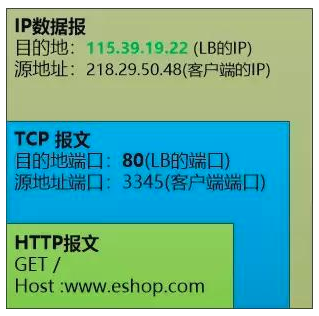 IP数据报
目的地：115.39.19.22 (LB的IP)
源地址：218.29.50.48(客户端的IP)
TCP 报文
目的地端口：80(LB的端口)
源地址端口：3345(客户端端口)
HTTP报文
GET /
Host :www.eshop.com